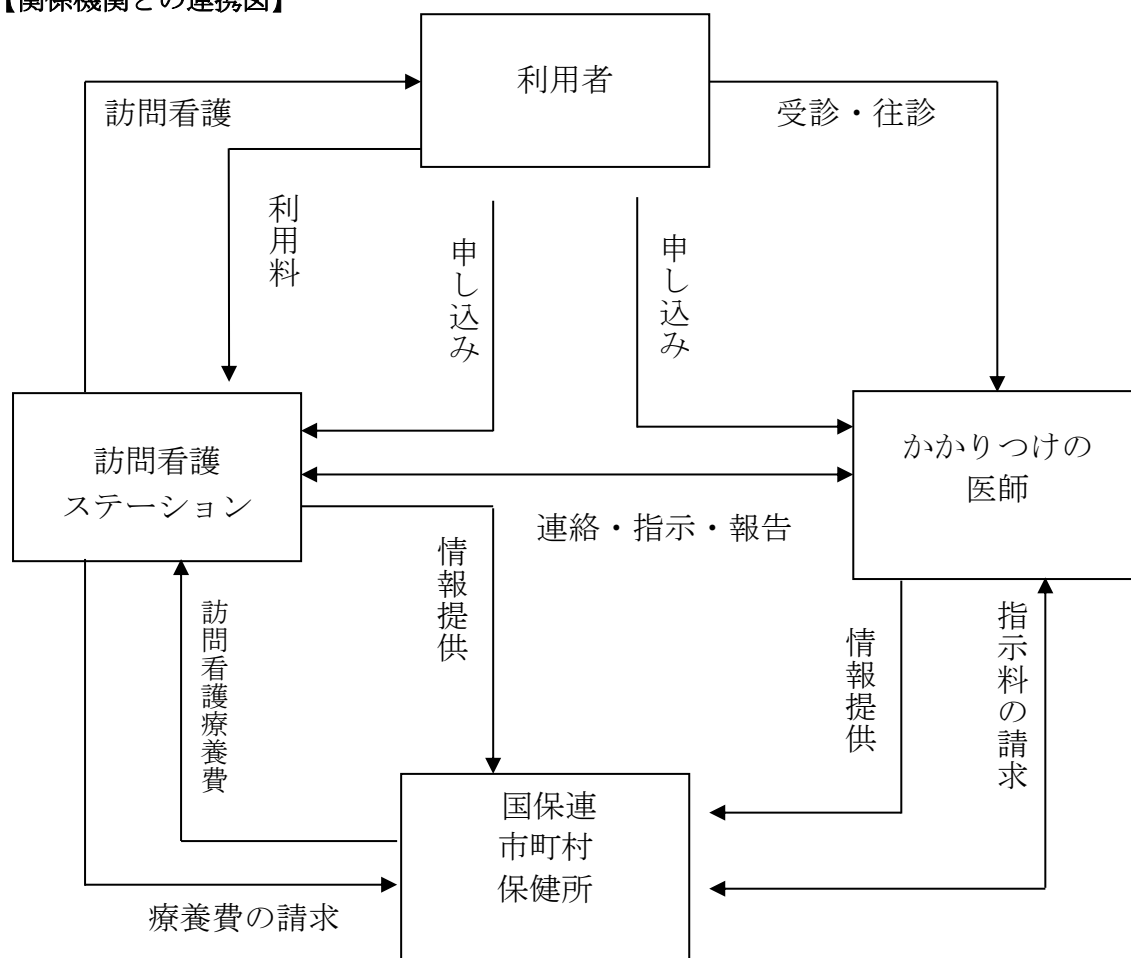 【関係機関との連携図】
利用者
訪問看護
受診・往診
利用料
申し込み
申し込み
訪問看護
ステーション
かかりつけの
医師
連絡・指示・報告
情報提供
訪問看護療養費
情報提供
指示料の請求
国保連
市町村
保健所
療養費の請求